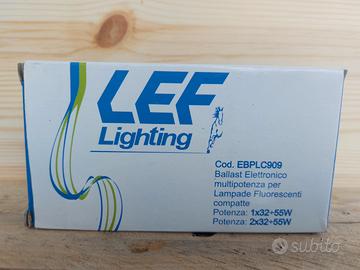 LEF
Lighting
Cod. EBPLC909
Ballast Elettronico
multipotenza per
Lampade Fluorescenti
compatte
Potenza: 1x32÷55W
Potenza: 2x32÷55W
subito